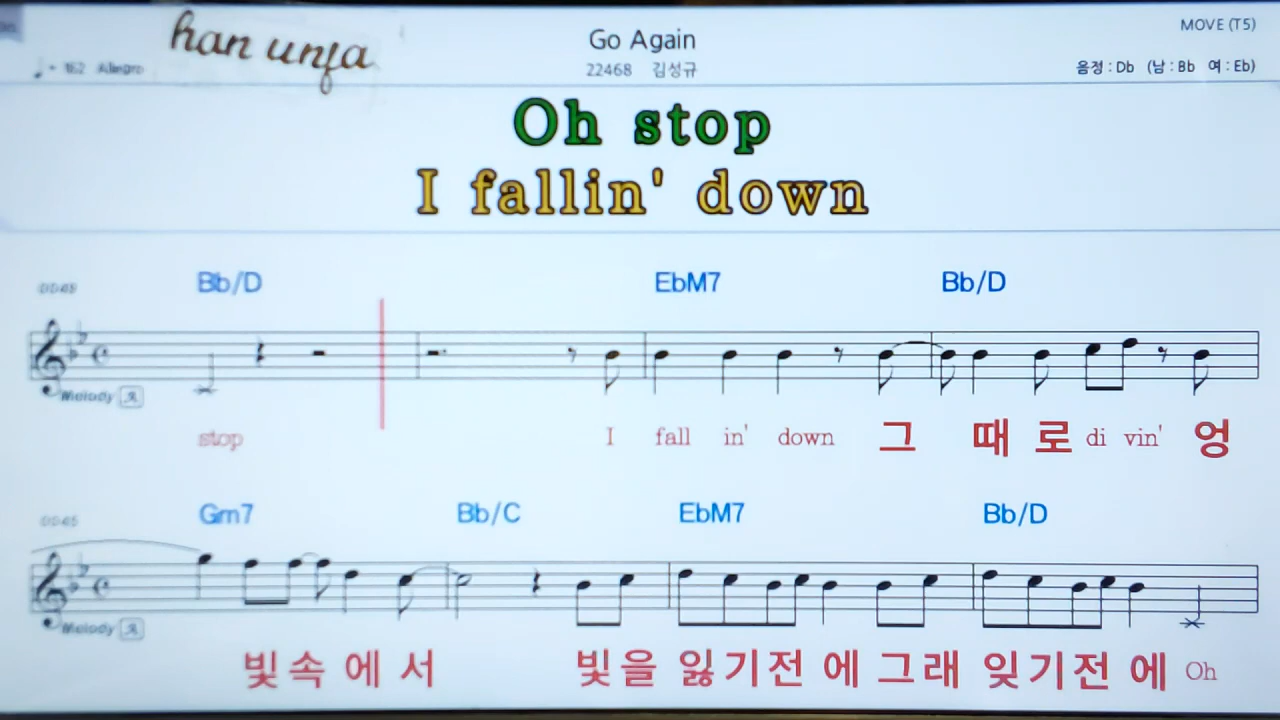 han unfa
Go Again
MOVE (T5)
♩ = 162 Allegro
22468 김성규
음정 : Db (남 : Bb 여 : Eb)
Oh stop
I fallin' down
Bb/D EbM7 Bb/D
Melody
stop I fall in' down 그 때 로 di vin' 엉
Gm7 Bb/C EbM7 Bb/D
Melody
빛 속 에 서 빛 을 잃 기 전 에 그 래 잊 기 전 에 Oh